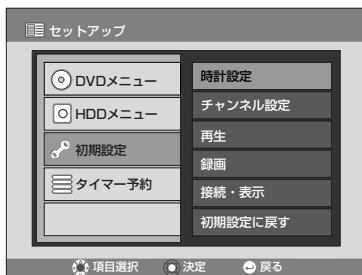 セットアップ
DVDメニュー
HDDメニュー
初期設定
タイマー予約
時計設定
チャンネル設定
再生
録画
接続・表示
初期設定に戻す
項目選択 決定 戻る